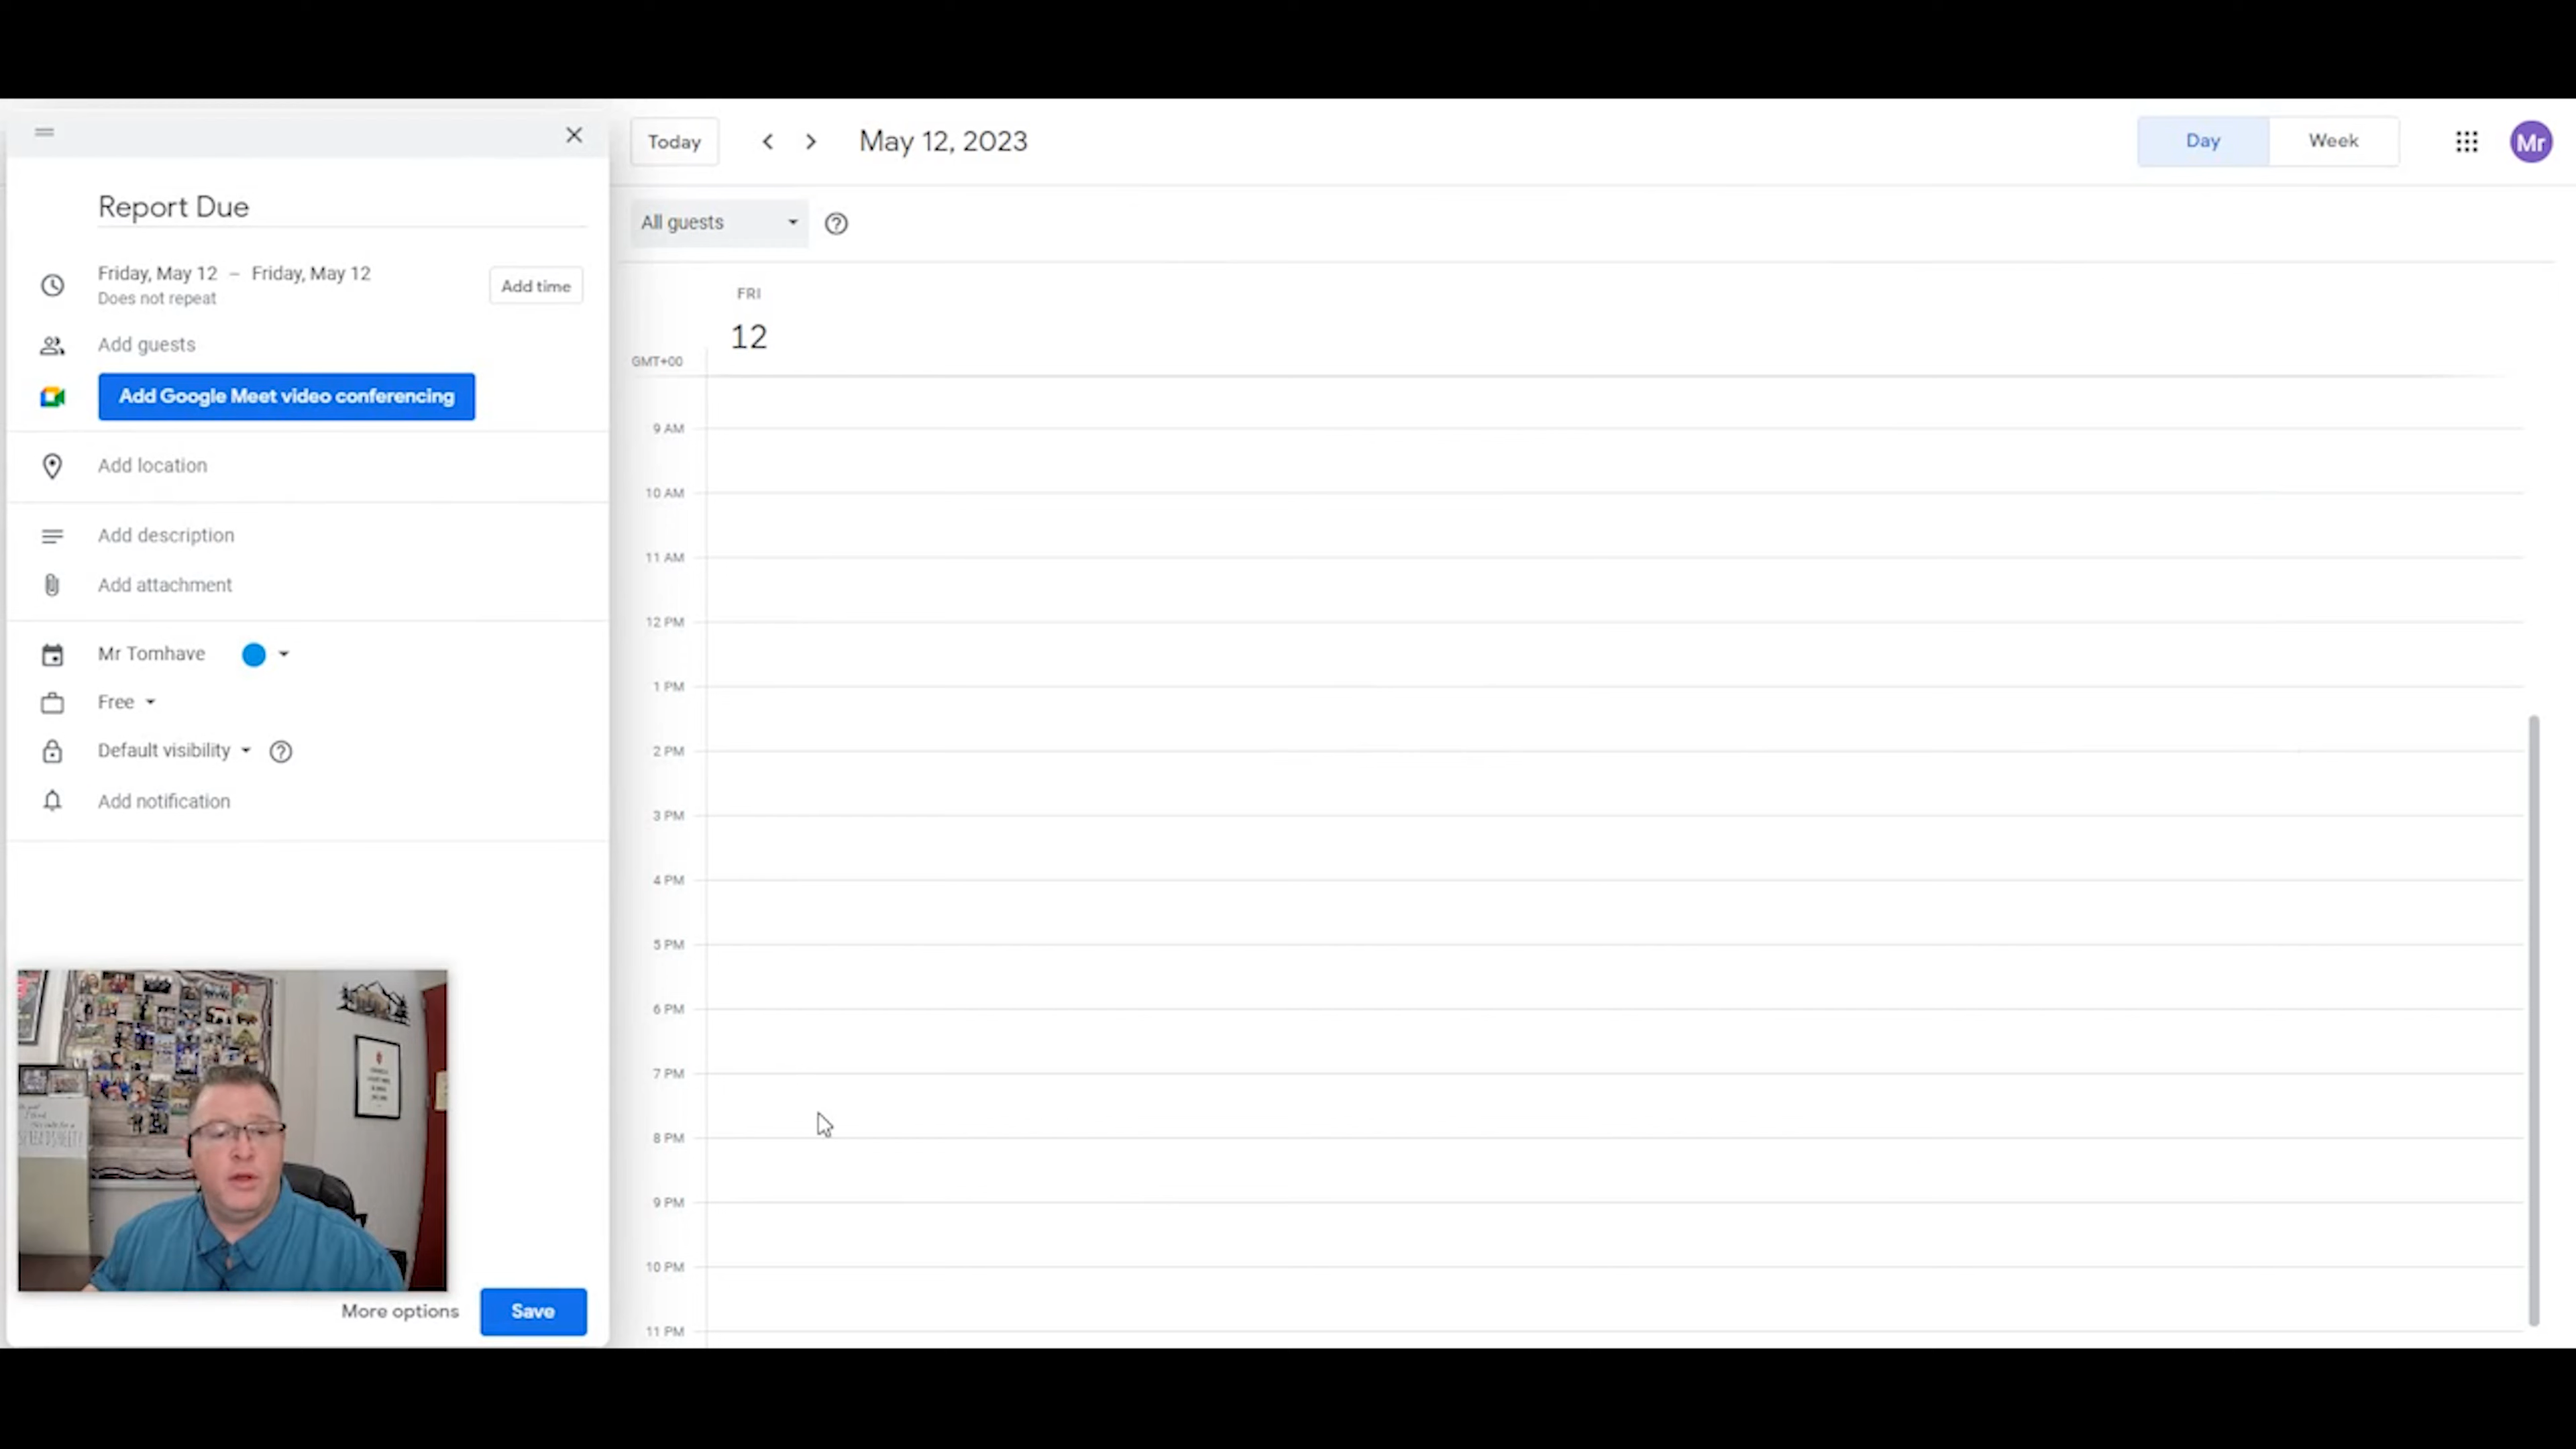 Report Due
Friday, May 12 – Friday, May 12
Does not repeat
Add time
Add guests
Add Google Meet video conferencing
Add location
Add description
Add attachment
Mr Tomhave
Free
Default visibility
Add notification
SPREADSHEET
More options
Save
Today
May 12, 2023
Day
Week
Mr
All guests
FRI
12
GMT+00
9 AM
10 AM
11 AM
12 PM
1 PM
2 PM
3 PM
4 PM
5 PM
6 PM
7 PM
8 PM
9 PM
10 PM
11 PM